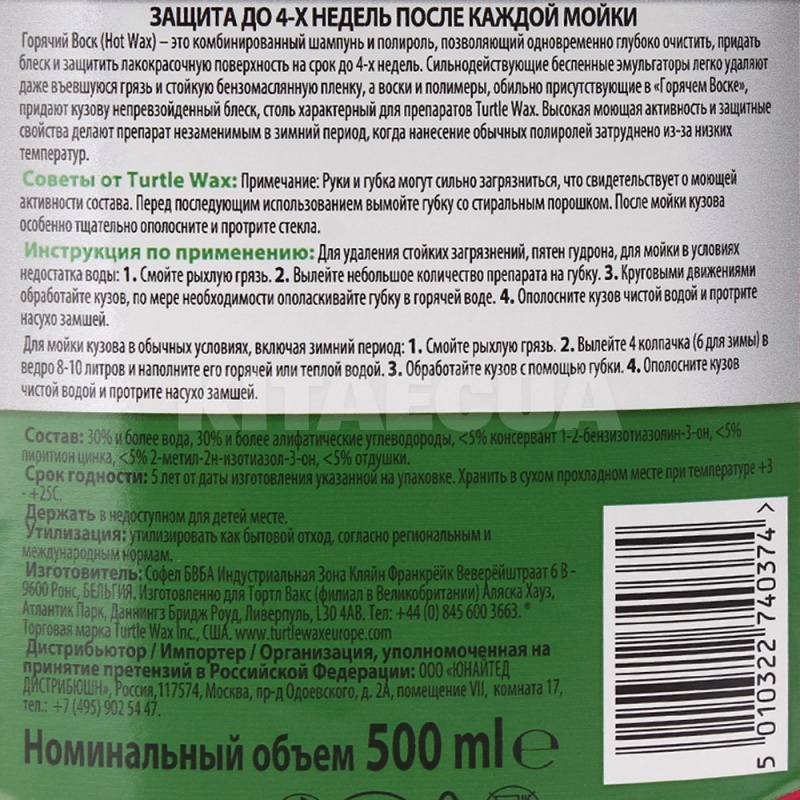 ЗАЩИТА ДО 4-Х НЕДЕЛЬ ПОСЛЕ КАЖДОЙ МОЙКИ
Горячий Воск (Hot Wax) – это комбинированный шампунь и полироль, позволяющий одновременно глубоко очистить, придать
блеск и защитить лакокрасочную поверхность на срок до 4-х недель. Сильнодействующие беспенные эмульгаторы легко удаляют
даже въевшуюся грязь и стойкую бензомаслянную пленку, а воски и полимеры, обильно присутствующие в «Горячем Воске»,
придают кузову непревзойденный блеск, столь характерный для препаратов Turtle Wax. Высокая моющая активность и защитные
свойства делают препарат незаменимым в зимний период, когда нанесение обычных полиролей затруднено из-за низких
температур.
Советы от Turtle Wax: Примечание: Руки и губка могут сильно загрязниться, что свидетельствует о моющей
активности состава. Перед последующим использованием вымойте губку со стиральным порошком. После мойки кузова
особенно тщательно ополосните и протрите стекла.
Инструкция по применению: Для удаления стойких загрязнений, пятен гудрона, для мойки в условиях
недостатка воды: 1. Смойте рыхлую грязь. 2. Вылейте небольшое количество препарата на губку. 3. Круговыми движениями
обработайте кузов, по мере необходимости ополаскивайте губку в горячей воде. 4. Ополосните кузов чистой водой и протрите
насухо замшей.
Для мойки кузова в обычных условиях, включая зимний период: 1. Смойте рыхлую грязь. 2. Вылейте 4 колпачка (6 для зимы) в
ведро 8-10 литров и наполните его горячей или теплой водой. 3. Обработайте кузов с помощью губки. 4. Ополосните кузов
чистой водой и протрите насухо замшей.
KITAECUA
Состав: 30% и более вода, 30% и более алифатические углеводороды, <5% консервант 1-2-бензизотиазолин-3-он, <5%
пиритион цинка, <5% 2-метил-2н-изотиазол-3-он, <5% отдушки.
Срок годности: 5 лет от даты изготовления указанной на упаковке. Хранить в сухом прохладном месте при температуре +3
- +25С.
Держать в недоступном для детей месте.
Утилизация: утилизировать как бытовой отход, согласно региональным и
международным нормам.
Изготовитель: Софел БВБА Индустриальная Зона Кляйн Франкрёйк Веверёйштраат 6 В -
9600 Ронс, БЕЛЬГИЯ. Изготовленно для Тортл Вакс (филиал в Великобритании) Аляска Хауз,
Атлантик Парк, Даннингз Бридж Роуд, Ливерпуль, L30 4AB. Тел: +44 (0) 845 600 3663. ®
Торговая марка Turtle Wax Inc., США. www.turtlewaxeurope.com
Дистрибьютор / Импортер / Организация, уполномоченная на
принятие претензий в Российской Федерации: ООО «ЮНАЙТЕД
ДИСТРИБЮШН», Россия,117574, Москва, пр-д Одоевского, д. 2А, помещение VII, комната 17,
тел.: +7 (495) 902 54 47.
Номинальный объем 500 ml ℮
5 010322 740374 >